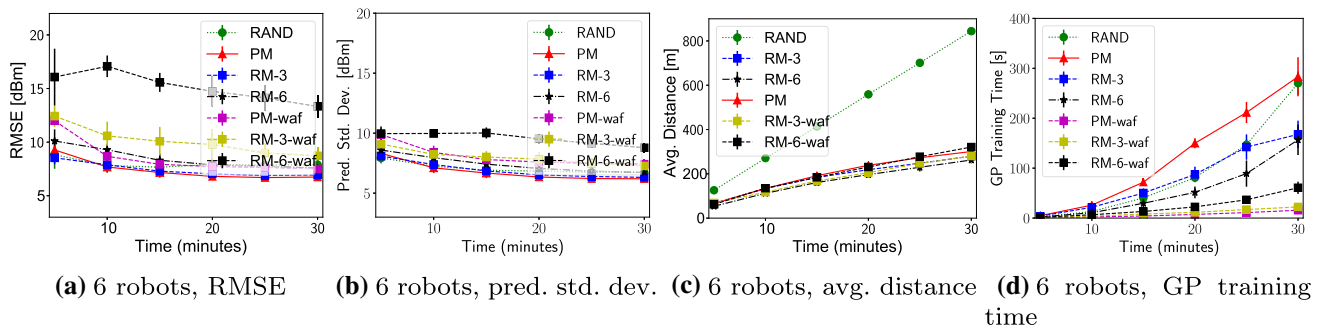 RMSE [dBm]
20
15
10
5
RAND
PM
RM-3
RM-6
PM-waf
RM-3-waf
RM-6-waf
10
20
30
Time (minutes)
(a) 6 robots, RMSE
Pred. Std. Dev. [dBm]
20
15
10
5
RAND
PM
RM-3
RM-6
PM-waf
RM-3-waf
RM-6-waf
10
20
30
Time (minutes)
(b) 6 robots, pred. std. dev.
Avg. Distance [m]
800
600
400
200
0
RAND
RM-3
RM-6
PM
RM-3-waf
RM-6-waf
10
20
30
Time (minutes)
(c) 6 robots, avg. distance
GP Training Time [s]
400
300
200
100
0
RAND
PM
RM-3
RM-6
PM-waf
RM-3-waf
RM-6-waf
10
15
20
25
30
Time (minutes)
(d) 6 robots, GP training
time